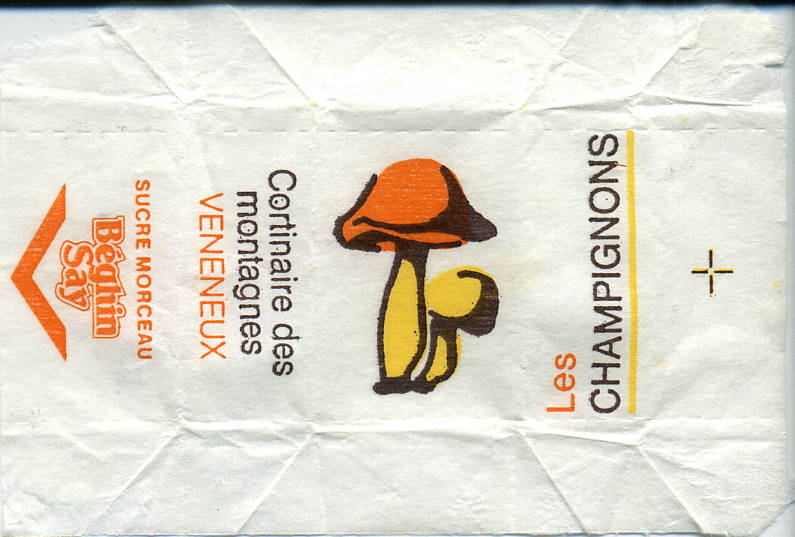 Les
CHAMPIGNONS
Cortinaire des
montagnes
VENENEUX
SUCRE MORCEAU
Béghin
Say